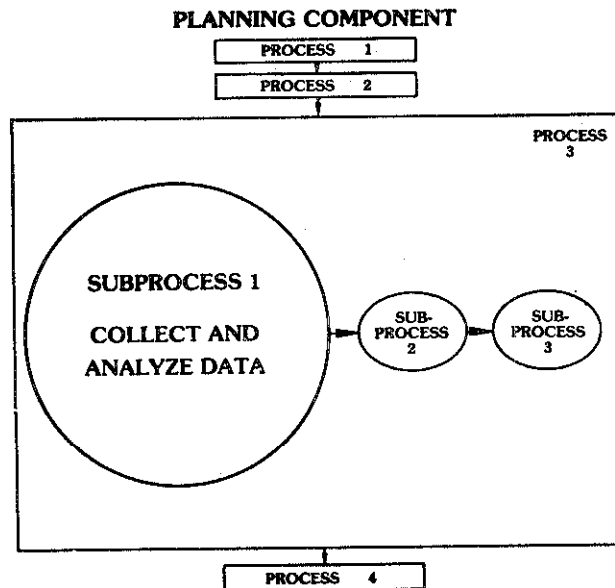 PLANNING COMPONENT
PROCESS 1
PROCESS 2
PROCESS
3
SUBPROCESS 1
COLLECT AND
ANALYZE DATA
SUB-
PROCESS
2
SUB-
PROCESS
3
PROCESS 4